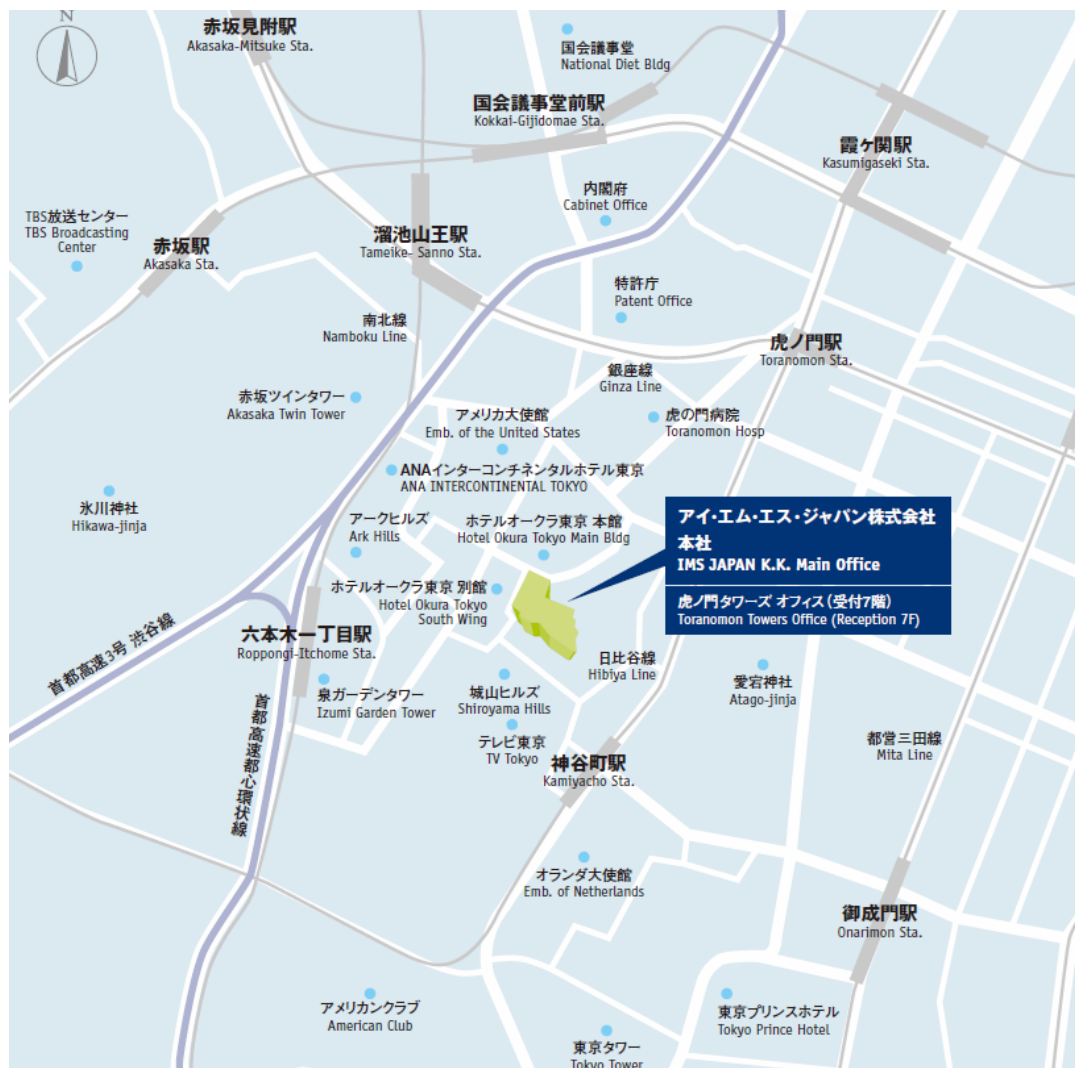 N
赤坂見附駅
Akasaka-Mitsuke Sta.
国会議事堂
National Diet Bldg
国会議事堂前駅
Kokkai-Gijidomae Sta.
霞ヶ関駅
Kasumigaseki Sta.
内閣府
Cabinet Office
TBS放送センター
TBS Broadcasting
Center
赤坂駅
Akasaka Sta.
溜池山王駅
Tameike- Sanno Sta.
特許庁
Patent Office
南北線
Namboku Line
虎ノ門駅
Toranomon Sta.
銀座線
Ginza Line
赤坂ツインタワー
Akasaka Twin Tower
アメリカ大使館
Emb. of the United States
虎の門病院
Toranomon Hosp
ANAインターコンチネンタルホテル東京
ANA INTERCONTINENTAL TOKYO
氷川神社
Hikawa-jinja
アークヒルズ
Ark Hills
ホテルオークラ東京 本館
Hotel Okura Tokyo Main Bldg
アイ・エム・エス・ジャパン株式会社
本社
IMS JAPAN K.K. Main Office
虎ノ門タワーズ オフィス（受付7階）
Toranomon Towers Office (Reception 7F)
ホテルオークラ東京 別館
Hotel Okura Tokyo
South Wing
六本木一丁目駅
Roppongi-Itchome Sta.
首都高速3号 渋谷線
日比谷線
Hibiya Line
愛宕神社
Atago-jinja
泉ガーデンタワー
Izumi Garden Tower
城山ヒルズ
Shiroyama Hills
首都高速都心環状線
テレビ東京
TV Tokyo
神谷町駅
Kamiyacho Sta.
都営三田線
Mita Line
オランダ大使館
Emb. of Netherlands
御成門駅
Onarimon Sta.
アメリカンクラブ
American Club
東京プリンスホテル
Tokyo Prince Hotel
東京タワー
Tokyo Tower